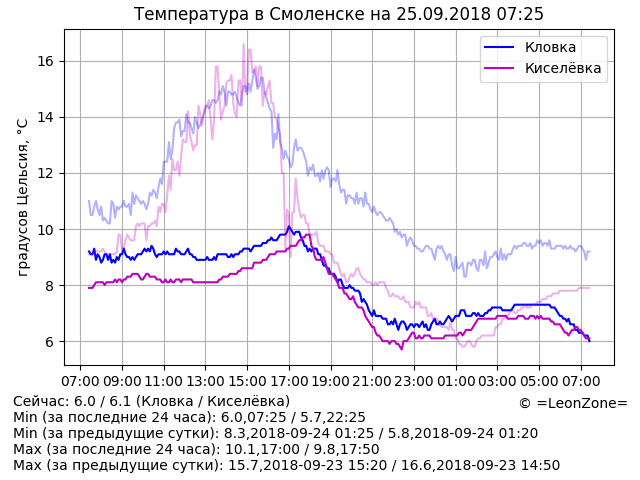 Температура в Смоленске на 25.09.2018 07:25
Кловка
Киселёвка
градусов Цельсия, °C
16
14
12
10
8
6
07:00 09:00 11:00 13:00 15:00 17:00 19:00 21:00 23:00 01:00 03:00 05:00 07:00
Сейчас: 6.0 / 6.1 (Кловка / Киселёвка)
© =LeonZone=
Min (за последние 24 часа): 6.0,07:25 / 5.7,22:25
Min (за предыдущие сутки): 8.3,2018-09-24 01:25 / 5.8,2018-09-24 01:20
Max (за последние 24 часа): 10.1,17:00 / 9.8,17:50
Max (за предыдущие сутки): 15.7,2018-09-23 15:20 / 16.6,2018-09-23 14:50